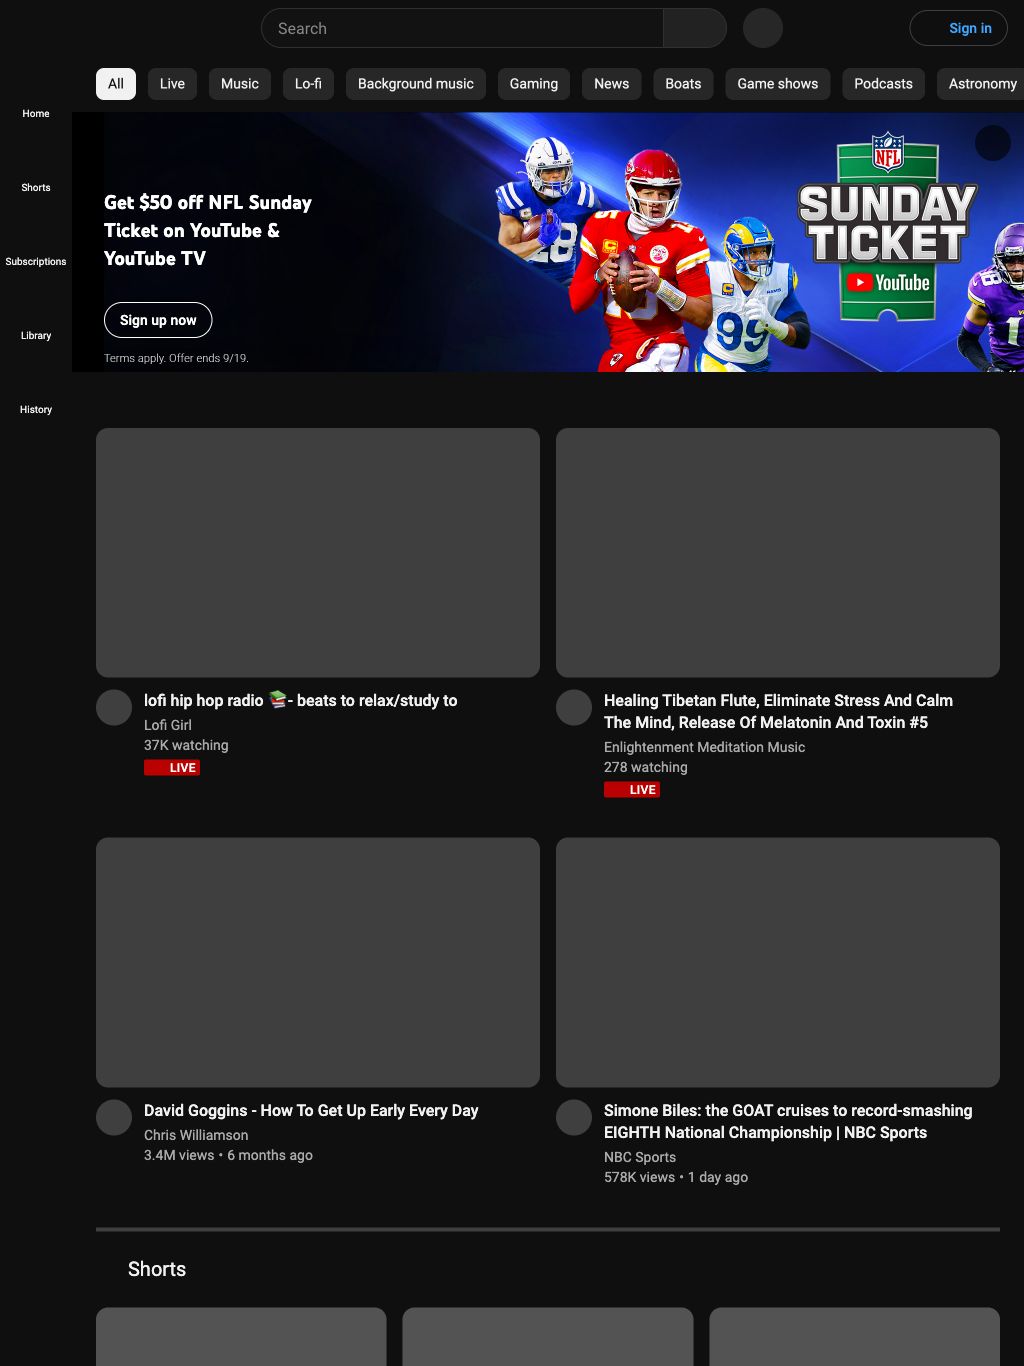 Search
Sign in
All
Live
Music
Lo-fi
Background music
Gaming
News
Boats
Game shows
Podcasts
Astronomy
Home
Shorts
Subscriptions
Library
History
Get $50 off NFL Sunday
Ticket on YouTube &
YouTube TV
Sign up now
Terms apply. Offer ends 9/19.
28
15
99
RAMS
18
NFL
SUNDAY
TICKET
YouTube
lofi hip hop radio 📚- beats to relax/study to
Lofi Girl
37K watching
LIVE
Healing Tibetan Flute, Eliminate Stress And Calm
The Mind, Release Of Melatonin And Toxin #5
Enlightenment Meditation Music
278 watching
LIVE
David Goggins - How To Get Up Early Every Day
Chris Williamson
3.4M views • 6 months ago
Simone Biles: the GOAT cruises to record-smashing
EIGHTH National Championship | NBC Sports
NBC Sports
578K views • 1 day ago
Shorts